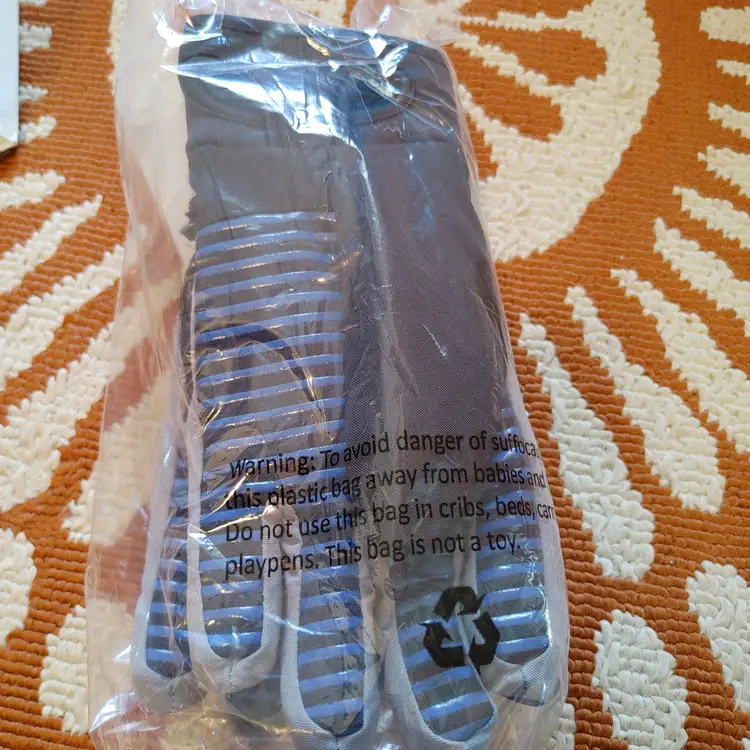 Warning: To avoid danger of suffoca
this plastic bag away from babies and
Do not use this bag in cribs, beds, carr
playpens. This bag is not a toy.